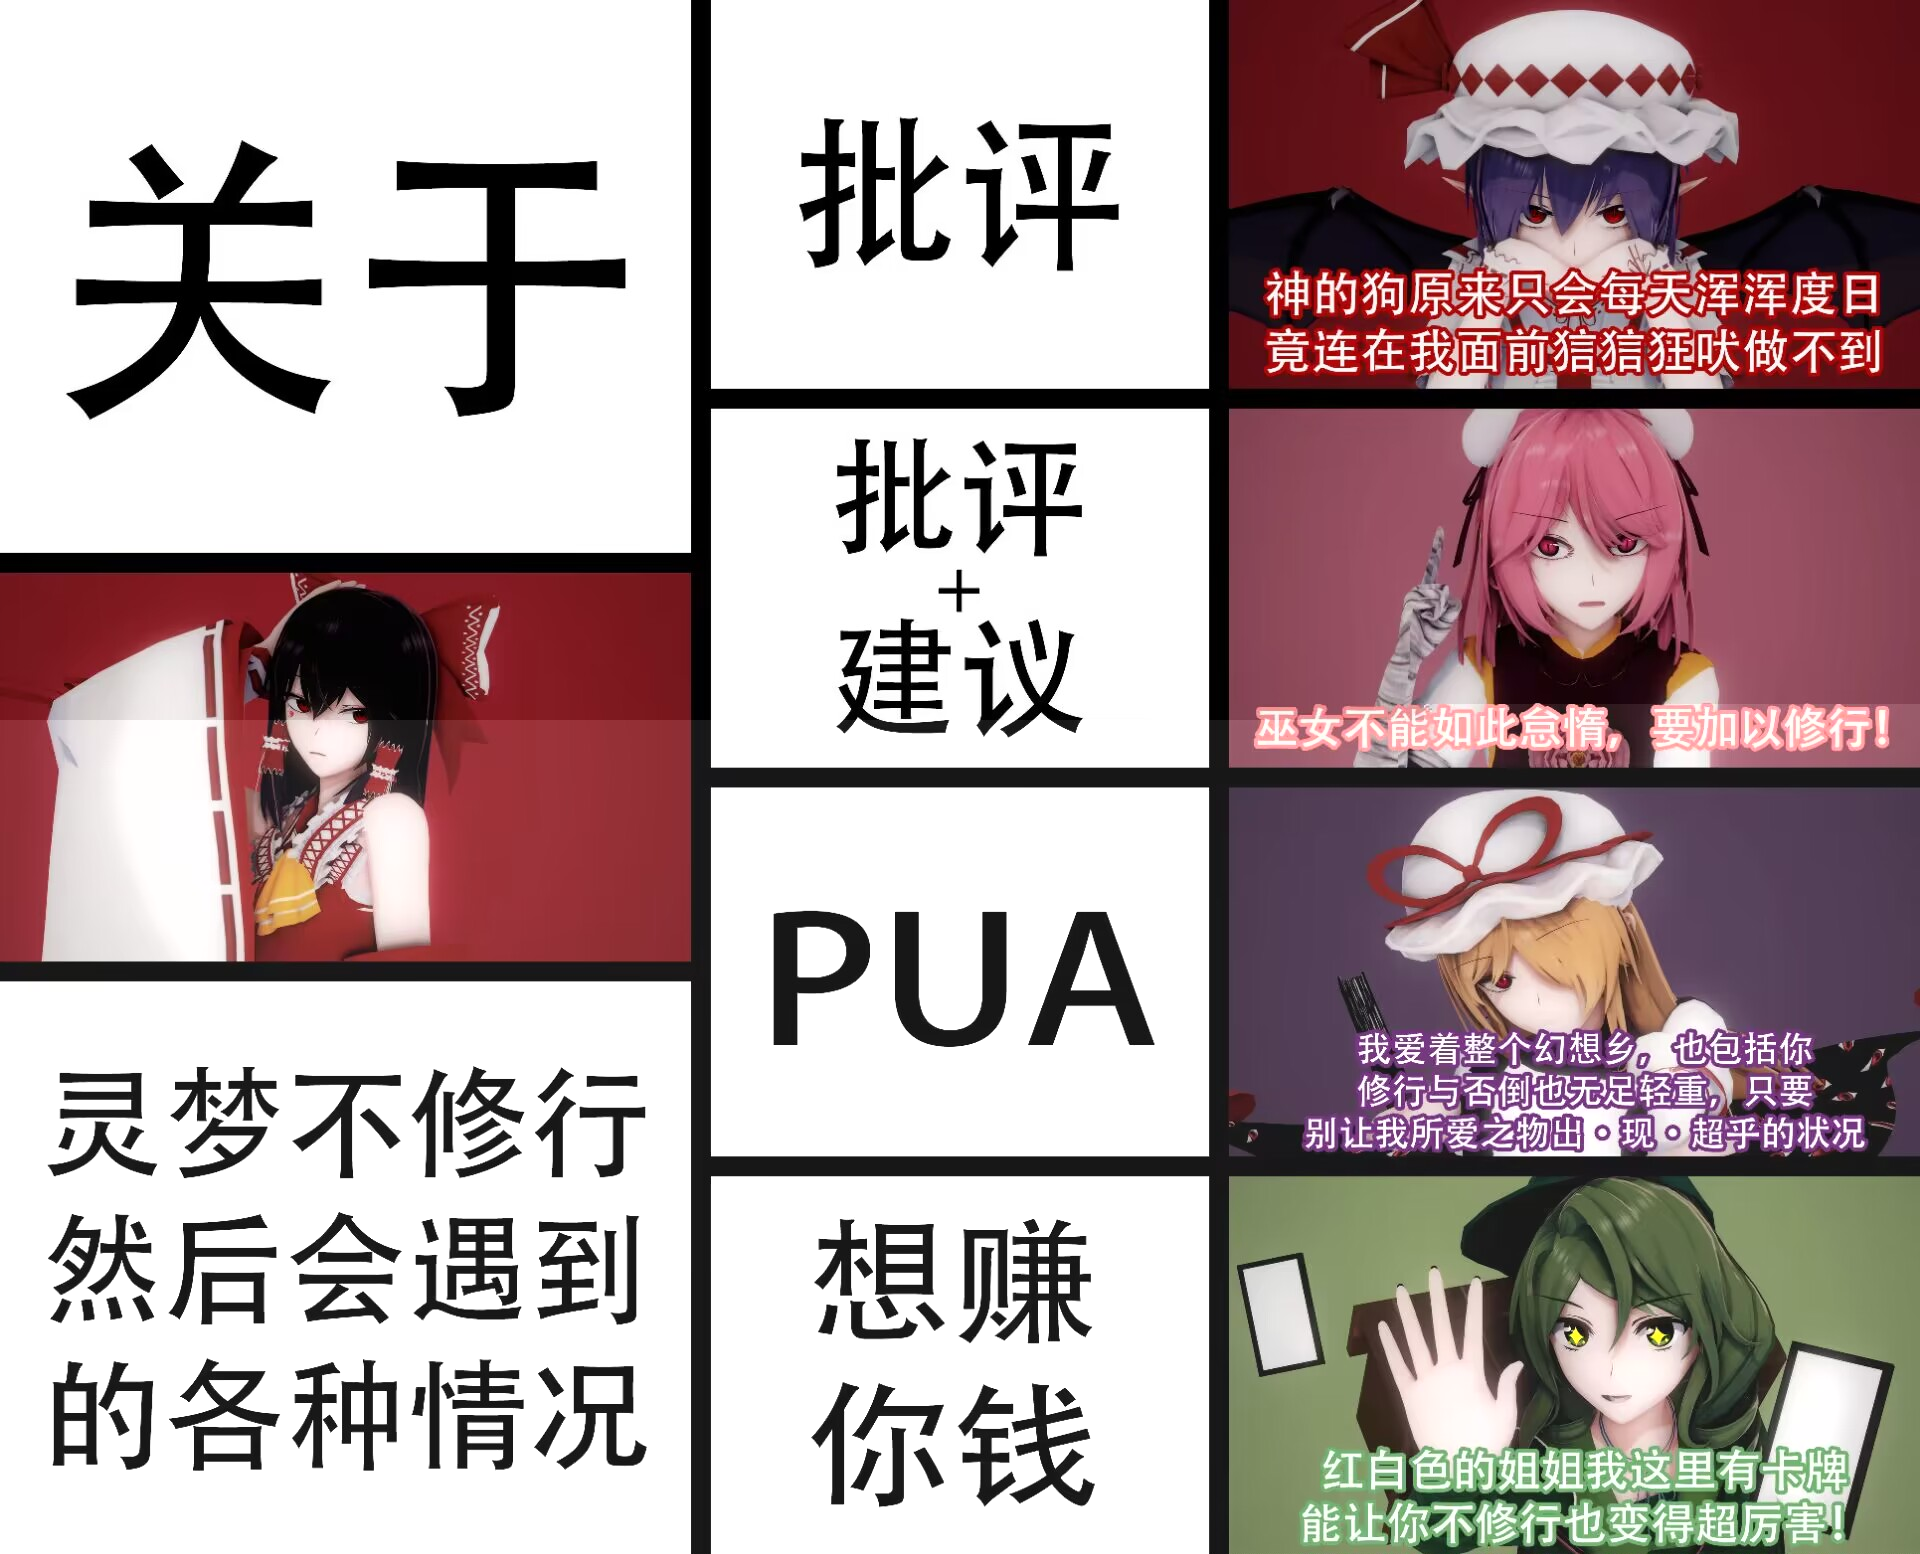 关于
灵梦不修行
然后会遇到
的各种情况
批评
神的狗原来只会每天浑浑度日
竟连在我面前狺狺狂吠做不到
批评
+
建议
巫女不能如此怠惰，要加以修行！
PUA
我爱着整个幻想乡，也包括你
修行与否倒也无足轻重，只要
别让我所爱之物出·现·超乎的状况
想赚
你钱
红白色的姐姐我这里有卡牌
能让你不修行也变得超厉害！